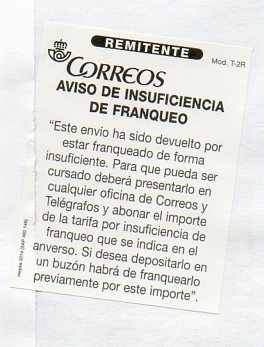 REMITENTE
Mod. T-2R
CORREOS
AVISO DE INSUFICIENCIA
DE FRANQUEO
“Este envío ha sido devuelto por
estar franqueado de forma
insuficiente. Para que pueda ser
cursado deberá presentarlo en
cualquier oficina de Correos y
Telégrafos y abonar el importe
de la tarifa por insuficiencia de
franqueo que se indica en el
anverso. Si desea depositarlo en
un buzón habrá de franquearlo
previamente por este importe”.